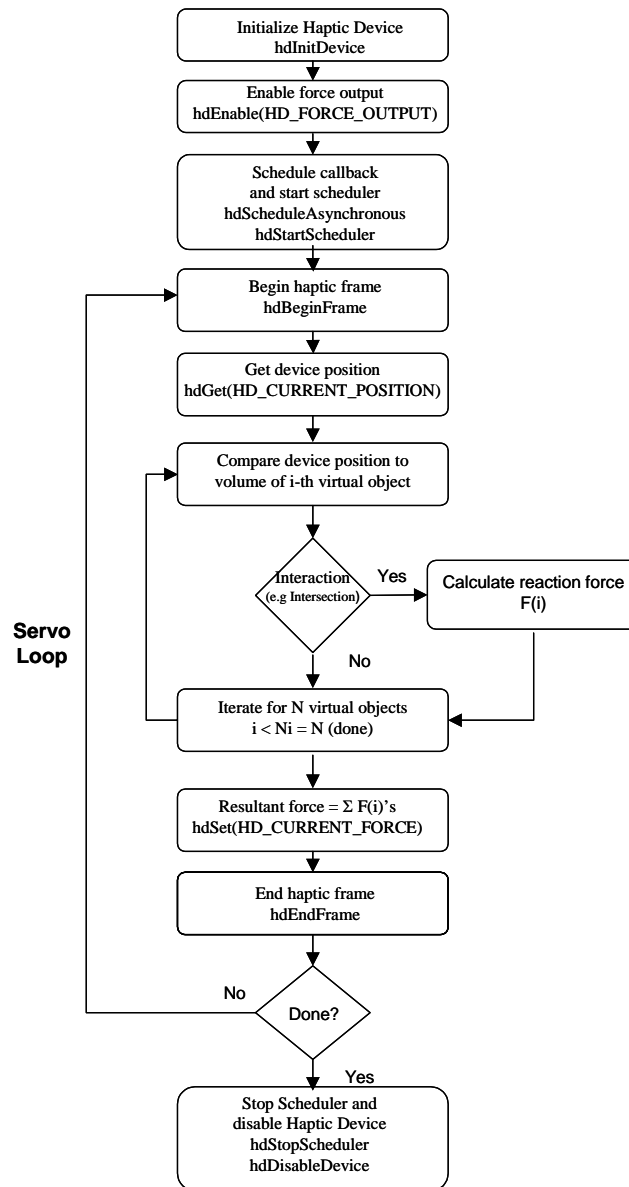 Initialize Haptic Device
hdInitDevice
Enable force output
hdEnable(HD_FORCE_OUTPUT)
Schedule callback
and start scheduler
hdScheduleAsynchronous
hdStartScheduler
Begin haptic frame
hdBeginFrame
Get device position
hdGet(HD_CURRENT_POSITION)
Compare device position to
volume of i-th virtual object
Interaction
(e.g Intersection)
Yes
Calculate reaction force
F(i)
No
Servo
Loop
Iterate for N virtual objects
i < Ni = N (done)
Resultant force = Σ F(i)’s
hdSet(HD_CURRENT_FORCE)
End haptic frame
hdEndFrame
No
Done?
Yes
Stop Scheduler and
disable Haptic Device
hdStopScheduler
hdDisableDevice